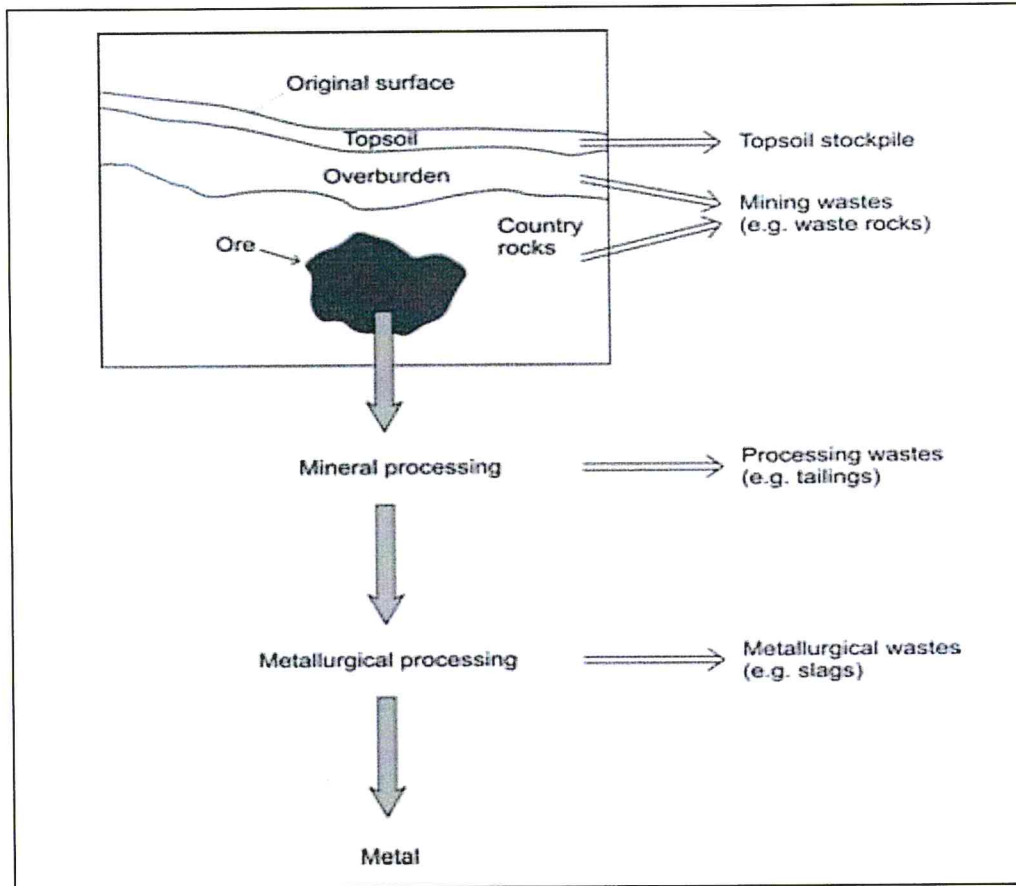 Original surface
Topsoil
Topsoil stockpile
Overburden
Mining wastes
(e.g. waste rocks)
Country
rocks
Ore
Mineral processing
Processing wastes
(e.g. tailings)
Metallurgical processing
Metallurgical wastes
(e.g. slags)
Metal